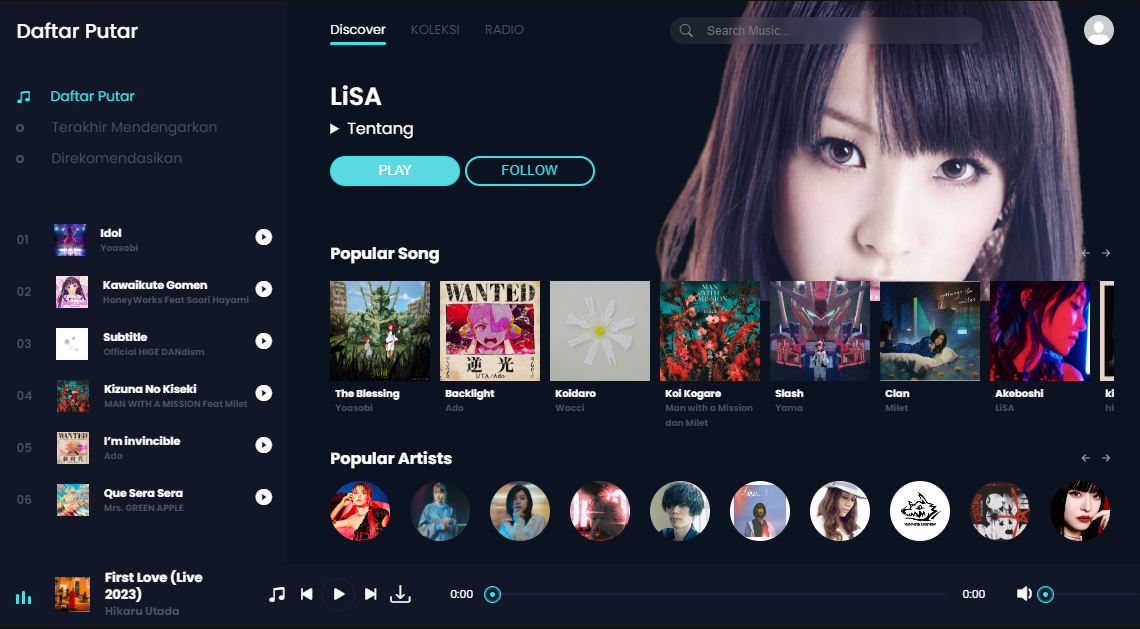 Daftar Putar
Discover
KOLEKSI
RADIO
Search Music...
Daftar Putar
Terakhir Mendengarkan
Direkomendasikan
LiSA
Tentang
PLAY
FOLLOW
01
Idol
Yoasobi
02
Kawaikute Gomen
HoneyWorks Feat Saori Hayami
03
Subtitle
Official HIGE DANdism
04
Kizuna No Kiseki
MAN WITH A MISSION Feat Milet
05
I'm invincible
Ado
06
Que Sera Sera
Mrs. GREEN APPLE
Popular Song
WANTED
逆光
UTA/Ado
MAN
WITH A
MISSION
milet
The Blessing
Yoasobi
Backlight
Ado
Koidaro
Wacci
Koi Kogare
Man with a Mission
dan Milet
Slash
Yama
Clan
Milet
Akeboshi
LiSA
Popular Artists
First Love (Live
2023)
Hikaru Utada
0:00
0:00